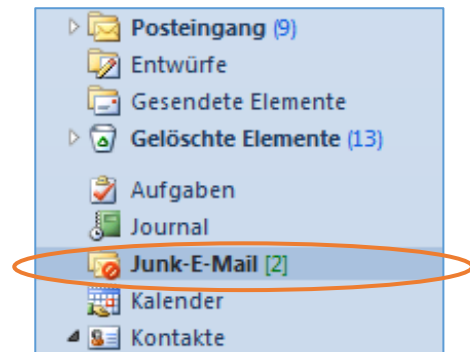 Posteingang (9)
Entwürfe
Gesendete Elemente
Gelöschte Elemente (13)
Aufgaben
Journal
Junk-E-Mail [2]
Kalender
Kontakte